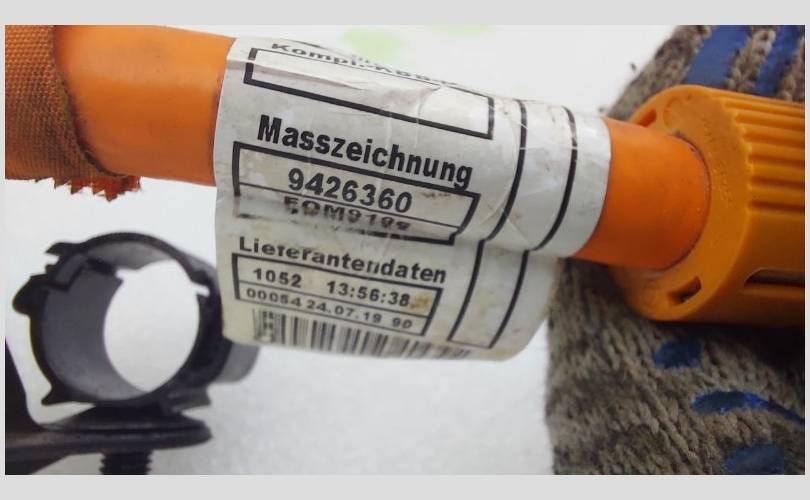 Masszeichnung
9426360
Lieferantendaten
1052 13:56:38
00054 24.07.19 90